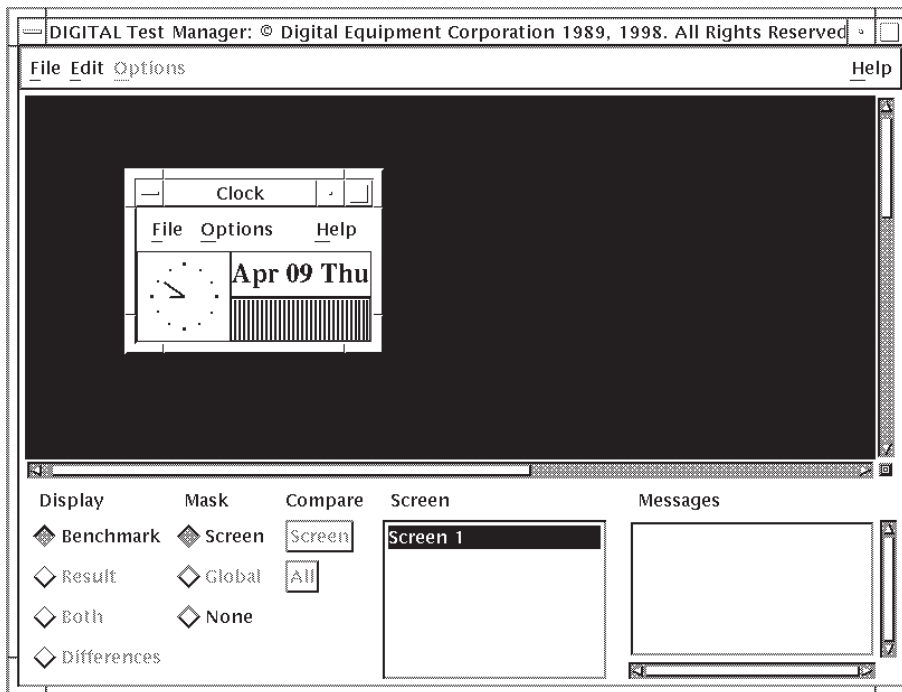 DIGITAL Test Manager: © Digital Equipment Corporation 1989, 1998. All Rights Reserved
File Edit Options Help
Clock
File Options Help
Apr 09 Thu
Display Mask Compare Screen Messages
Benchmark Screen Screen Screen 1
Result Global All
Both None
Differences